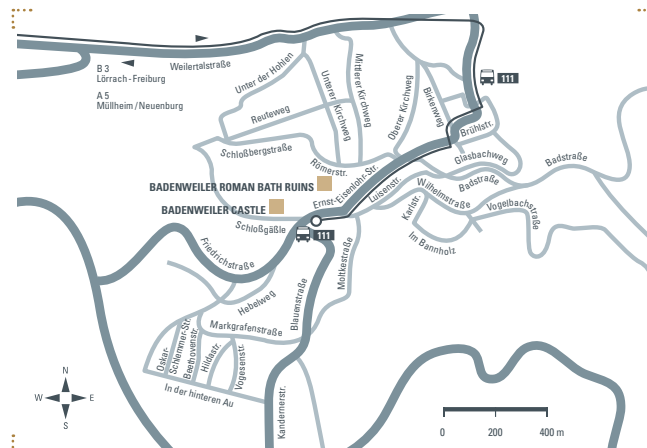 Weilertalstraße
B 3
Lörrach - Freiburg
A 5
Müllheim / Neuenburg
111
Unter der Hohlen
Reuteweg
Unterer Kirchweg
Mittlerer Kirchweg
Oberer Kirchweg
Birkenweg
Brühlstr.
Schloßbergstraße
Römerstr.
Glasbachweg
Badstraße
BADENWEILER ROMAN BATH RUINS
Ernst-Eisenlohr-Str.
Luisenstr.
Wilhelmstraße
Badstraße
BADENWEILER CASTLE
Karlstr.
Vogelbachstraße
Schloßgäßle
111
Im Bannholz
Friedrichstraße
Moltkestraße
Hebelweg
Blauenstraße
Markgrafenstraße
Oskar-
Schlemmer-Str.
Beethovenstr.
Hildastr.
Vogesenstr.
In der hinteren Au
Kandernerstr.
N
W
E
S
0
200
400 m